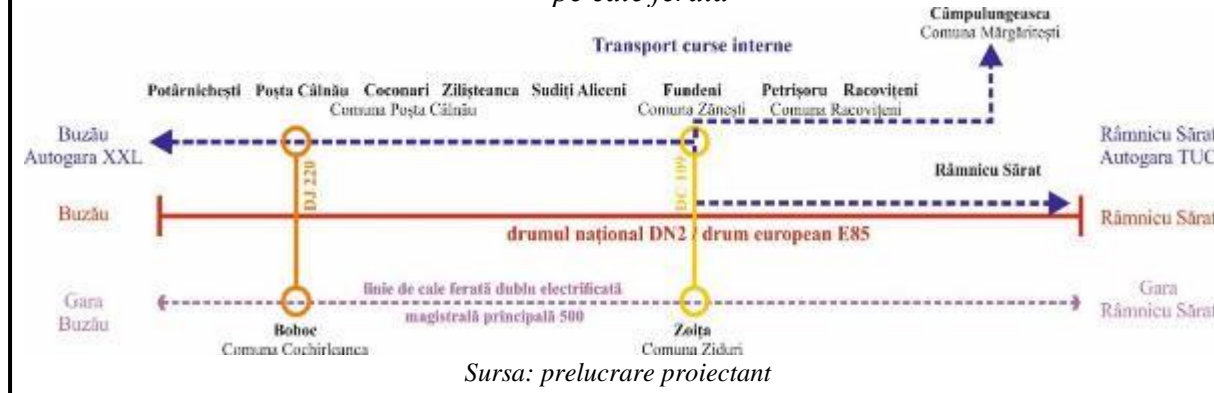 pe cale ferată
Câmpulungeasca
Comuna Mărgăritești
Transport curse interne
Potârnichești Poșta Câlnău Coconari Zilișteanca Sudiți Aliceni Fundeni Petrișoru Racovițeni
Comuna Poșta Câlnău Comuna Zănești Comuna Racovițeni
Buzău
Autogara XXL
Râmnicu Sărat
Autogara TUC
DJ 220
DC 109
Râmnicu Sărat
Buzău
Râmnicu Sărat
drumul național DN2 / drum european E85
linie de cale ferată dublu electrificată
magistrală principală 500
Gara
Buzău
Gara
Râmnicu Sărat
Boboc
Comuna Cochirleanca
Zoița
Comuna Ziduri
Sursa: prelucrare proiectant